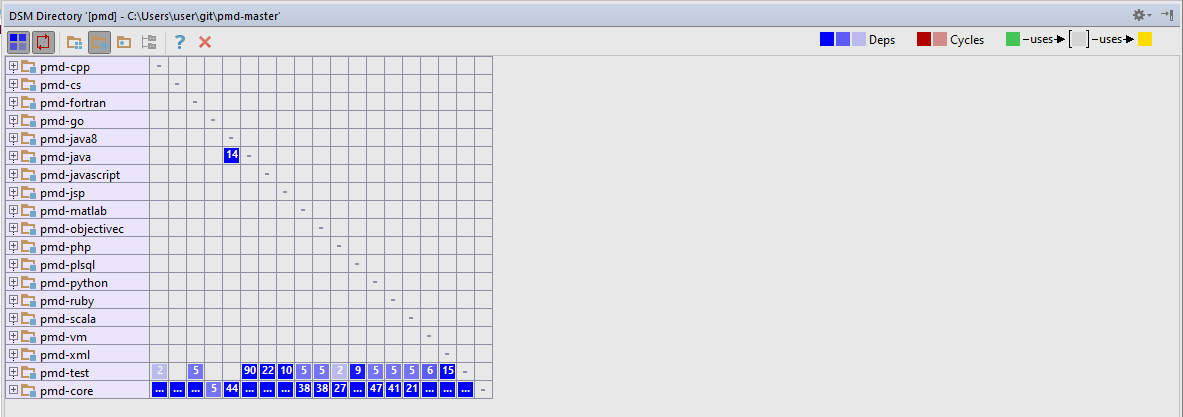 DSM Directory '[pmd] - C:\Users\user\git\pmd-master'
? Deps Cycles –uses→ [ ] –uses→
pmd-cpp -
pmd-cs -
pmd-fortran -
pmd-go -
pmd-java8 -
pmd-java 14 -
pmd-javascript -
pmd-jsp -
pmd-matlab -
pmd-objectivec -
pmd-php -
pmd-plsql -
pmd-python -
pmd-ruby -
pmd-scala -
pmd-vm -
pmd-xml -
pmd-test 2 5 90 22 10 5 5 2 9 5 5 5 6 15 -
pmd-core ... ... ... 5 44 ... ... ... 38 38 27 ... 47 41 21 ... ... ... -